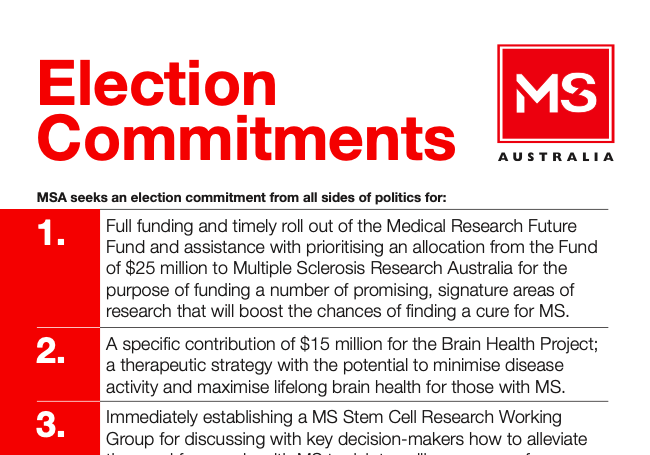 Election
Commitments
MS
AUSTRALIA
MSA seeks an election commitment from all sides of politics for:
1.
Full funding and timely roll out of the Medical Research Future
Fund and assistance with prioritising an allocation from the Fund
of $25 million to Multiple Sclerosis Research Australia for the
purpose of funding a number of promising, signature areas of
research that will boost the chances of finding a cure for MS.
2.
A specific contribution of $15 million for the Brain Health Project;
a therapeutic strategy with the potential to minimise disease
activity and maximise lifelong brain health for those with MS.
3.
Immediately establishing a MS Stem Cell Research Working
Group for discussing with key decision-makers how to alleviate